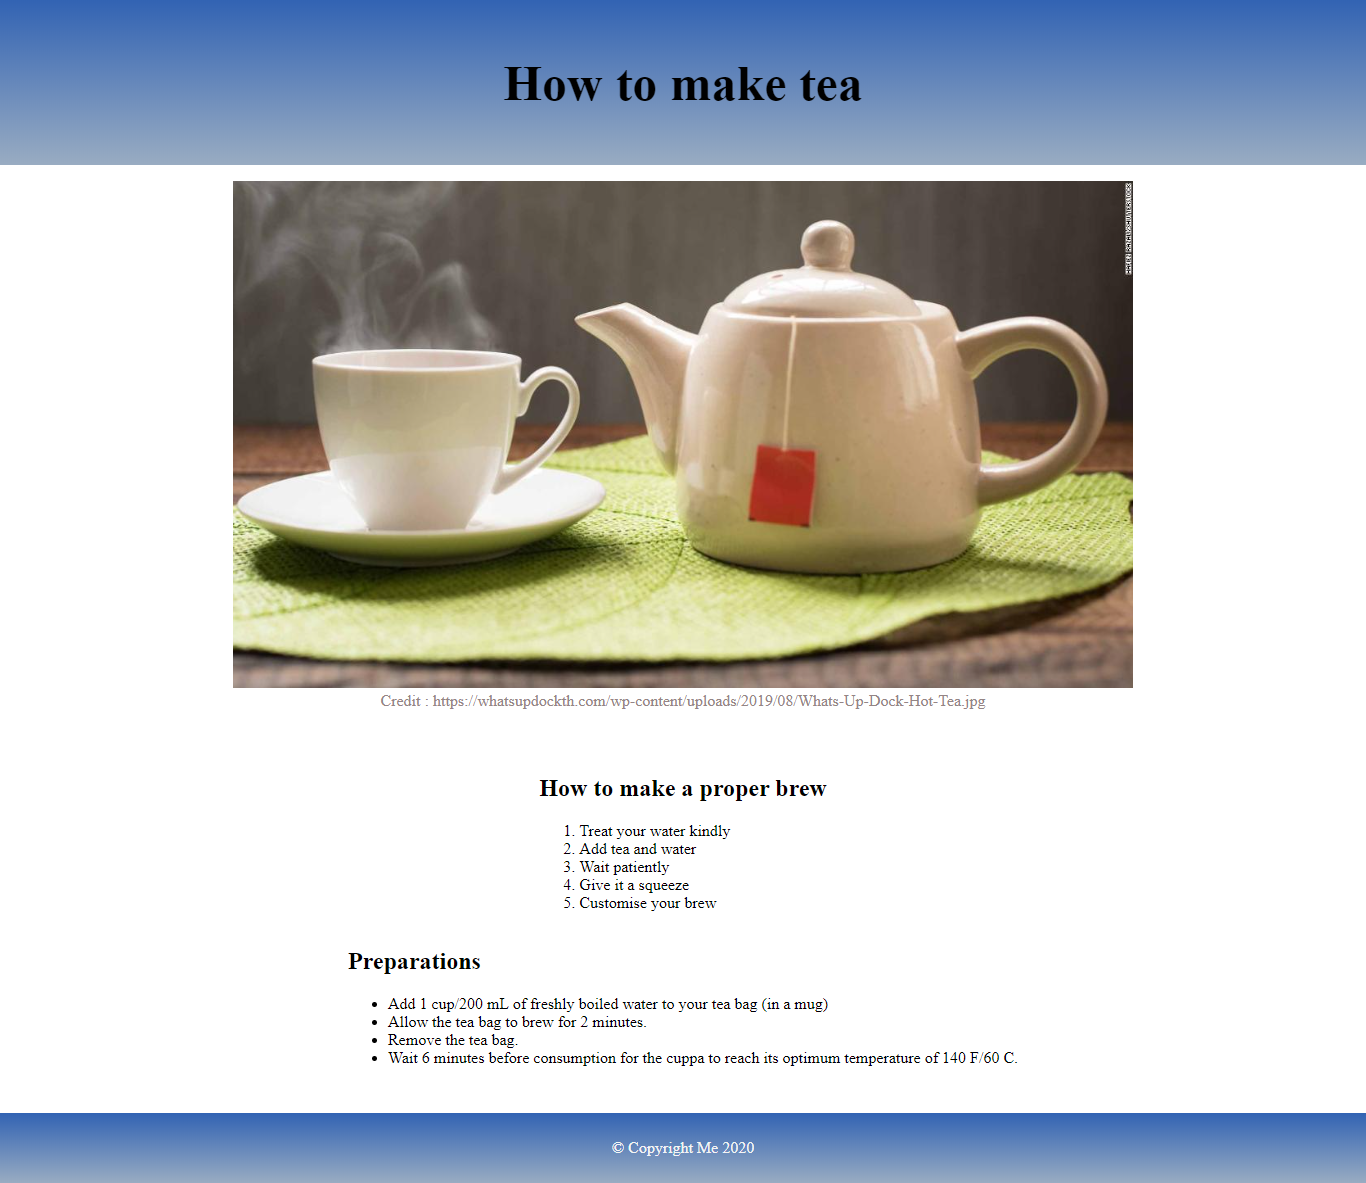 How to make tea
HAFIEZ RAZALI/SHUTTERSTOCK
Credit : https://whatsupdockth.com/wp-content/uploads/2019/08/Whats-Up-Dock-Hot-Tea.jpg
How to make a proper brew
1. Treat your water kindly
2. Add tea and water
3. Wait patiently
4. Give it a squeeze
5. Customise your brew
Preparations
• Add 1 cup/200 mL of freshly boiled water to your tea bag (in a mug)
• Allow the tea bag to brew for 2 minutes.
• Remove the tea bag.
• Wait 6 minutes before consumption for the cuppa to reach its optimum temperature of 140 F/60 C.
© Copyright Me 2020